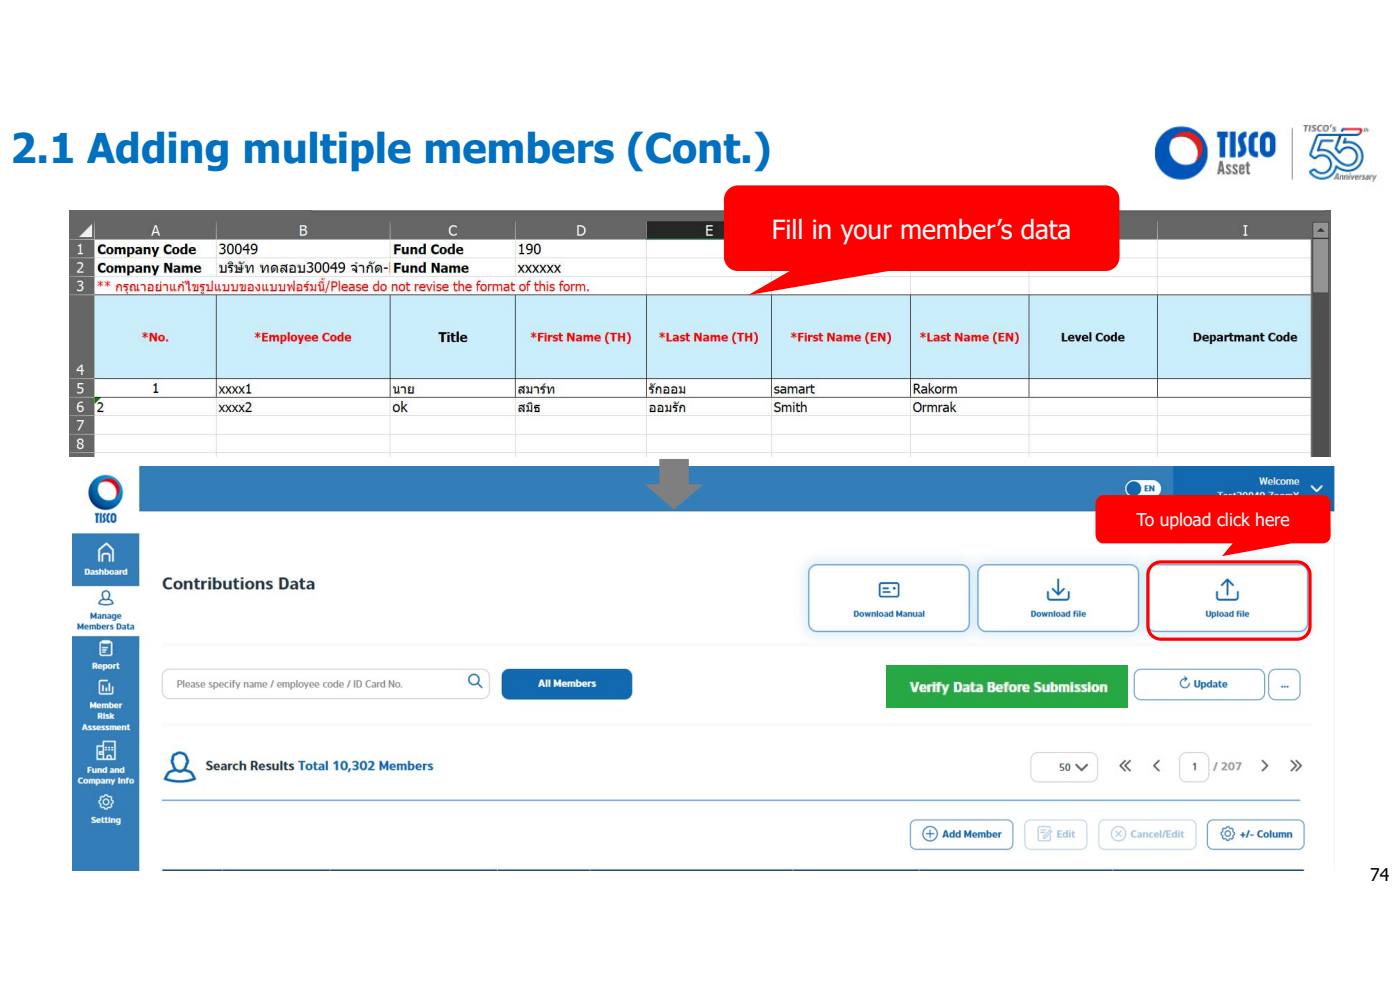 2.1 Adding multiple members (Cont.)
TISCO
Asset
TISCO's
55th
Anniversary
Fill in your member's data
A B C D E I
1 Company Code 30049 Fund Code 190
2 Company Name บริษัท ทดสอบ30049 จำกัด- Fund Name xxxxxx
3 ** กรุณาอย่าแก้ไขรูปแบบของแบบฟอร์มนี้/Please do not revise the format of this form.
4 *No. *Employee Code Title *First Name (TH) *Last Name (TH) *First Name (EN) *Last Name (EN) Level Code Departmant Code
5 1 xxxx1 นาย สมาร์ท รักออม samart Rakorm
6 2 xxxx2 ok สมิธ ออมรัก Smith Ormrak
7
8
TISCO
EN
Welcome
To upload click here
Dashboard
Manage
Members Data
Report
Member
Risk
Assessment
Fund and
Company Info
Setting
Contributions Data
Download Manual
Download file
Upload file
Please specify name / employee code / ID Card No.
All Members
Verify Data Before Submission
Update
...
Search Results Total 10,302 Members
50
1 / 207
Add Member
Edit
Cancel/Edit
+/- Column
74